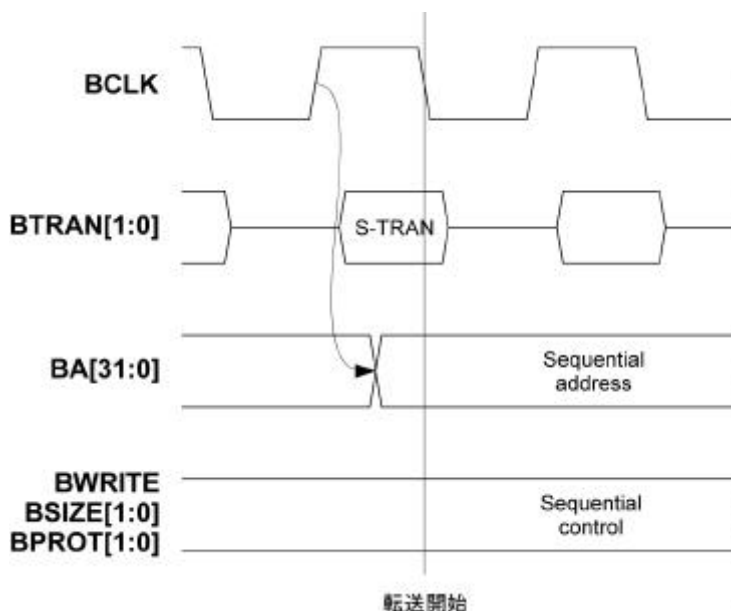 BCLK
BTRAN[1:0]
S-TRAN
BA[31:0]
Sequential
address
BWRITE
BSIZE[1:0]
BPROT[1:0]
Sequential
control
転送開始